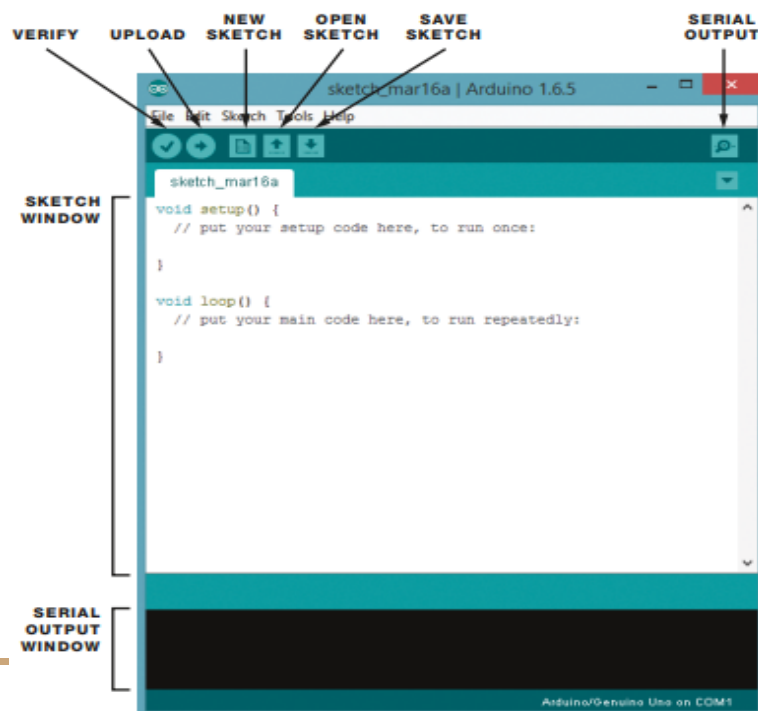 VERIFY UPLOAD NEW SKETCH OPEN SKETCH SAVE SKETCH SERIAL OUTPUT
sketch_mar16a | Arduino 1.6.5
File Edit Sketch Tools Help
sketch_mar16a
SKETCH WINDOW
void setup() {
// put your setup code here, to run once:
}
void loop() {
// put your main code here, to run repeatedly:
}
SERIAL
OUTPUT
WINDOW
Arduino/Genuino Uno on COM1